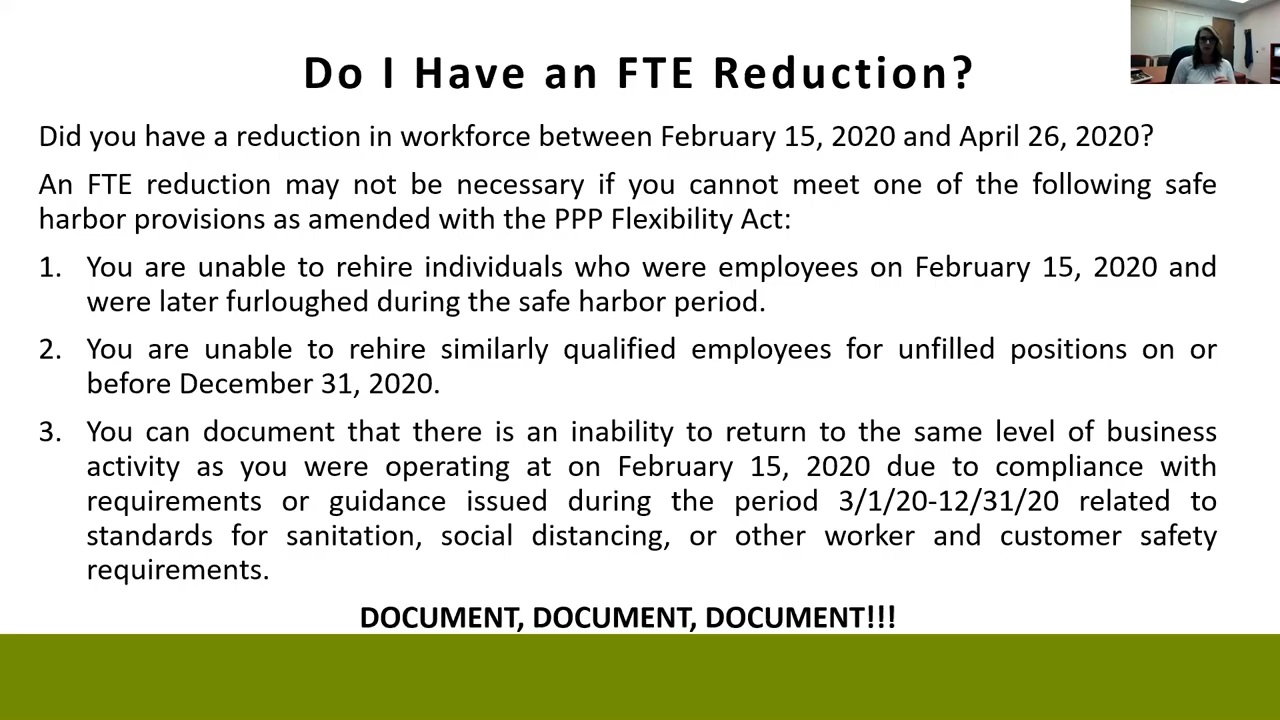 Do I Have an FTE Reduction?
Did you have a reduction in workforce between February 15, 2020 and April 26, 2020?
An FTE reduction may not be necessary if you cannot meet one of the following safe
harbor provisions as amended with the PPP Flexibility Act:
1. You are unable to rehire individuals who were employees on February 15, 2020 and
were later furloughed during the safe harbor period.
2. You are unable to rehire similarly qualified employees for unfilled positions on or
before December 31, 2020.
3. You can document that there is an inability to return to the same level of business
activity as you were operating at on February 15, 2020 due to compliance with
requirements or guidance issued during the period 3/1/20-12/31/20 related to
standards for sanitation, social distancing, or other worker and customer safety
requirements.
DOCUMENT, DOCUMENT, DOCUMENT!!!